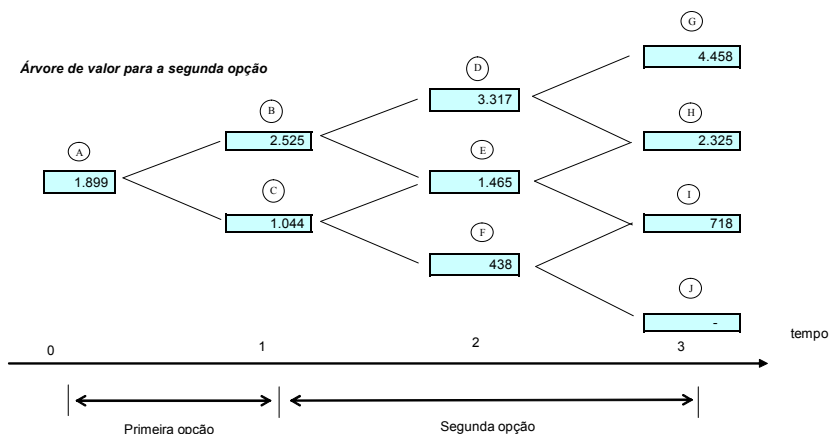 Árvore de valor para a segunda opção
G
4.458
D
3.317
B
2.525
H
2.325
A
1.899
E
1.465
C
1.044
I
718
F
438
J
-
tempo
0 1 2 3
Primeira opção Segunda opção